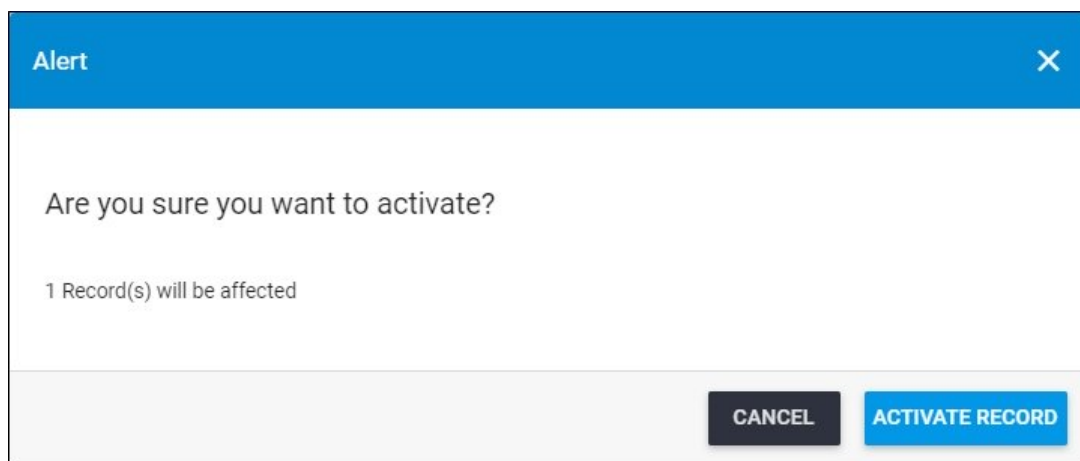 Alert
Are you sure you want to activate?
1 Record(s) will be affected
CANCEL ACTIVATE RECORD